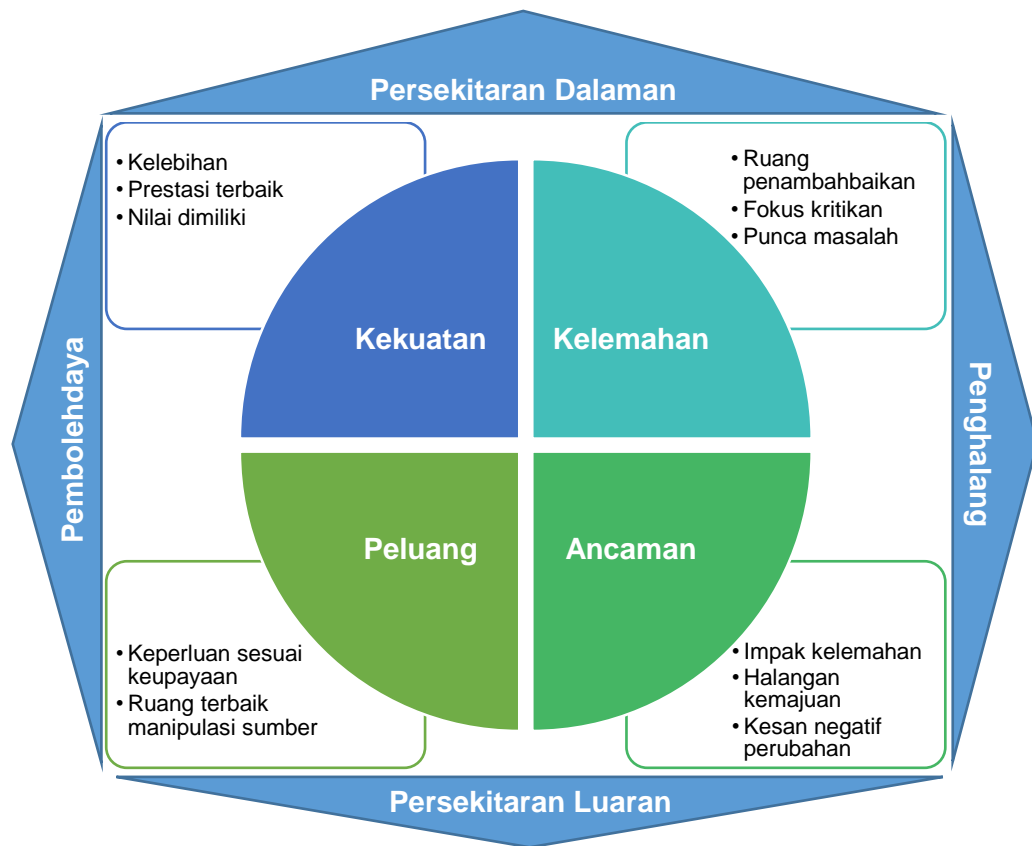 Persekitaran Dalaman
• Kelebihan
• Prestasi terbaik
• Nilai dimiliki
• Ruang
penambahbaikan
• Fokus kritikan
• Punca masalah
Kekuatan
Kelemahan
Pembolehdaya
Penghalang
Peluang
Ancaman
• Keperluan sesuai
keupayaan
• Ruang terbaik
manipulasi sumber
• Impak kelemahan
• Halangan
kemajuan
• Kesan negatif
perubahan
Persekitaran Luaran